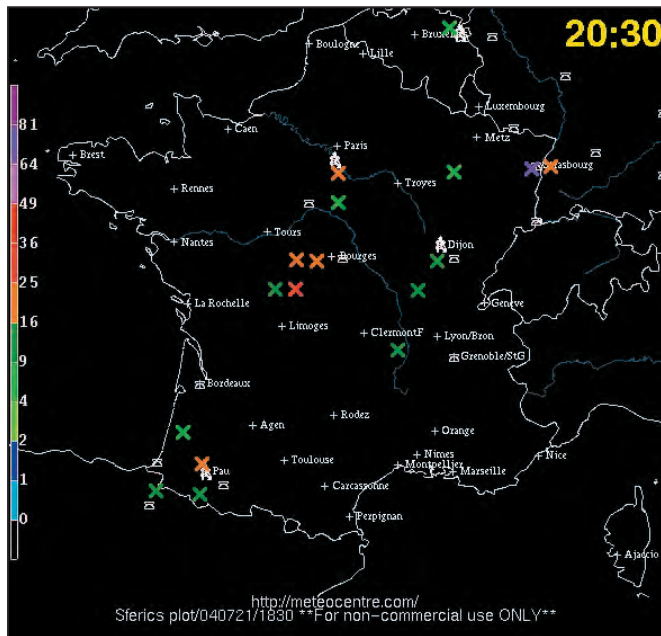 20:30
Bruxelles
Boulogne
Lille
Luxembourg
81
Caen
Metz
Brest
Paris
Strasbourg
64
Troyes
Rennes
49
Tours
Nantes
Dijon
Bourges
36
25
La Rochelle
Geneve
16
Limoges
ClermontF
Lyon/Bron
9
Grenoble/StG
Bordeaux
4
Rodez
Agen
Orange
2
Nimes
Nice
Toulouse
Montpellier
Pau
Marseille
1
Carcassonne
0
Perpignan
Ajaccio
http://meteocentre.com/
Sferics plot/040721/1830 **For non-commercial use ONLY**